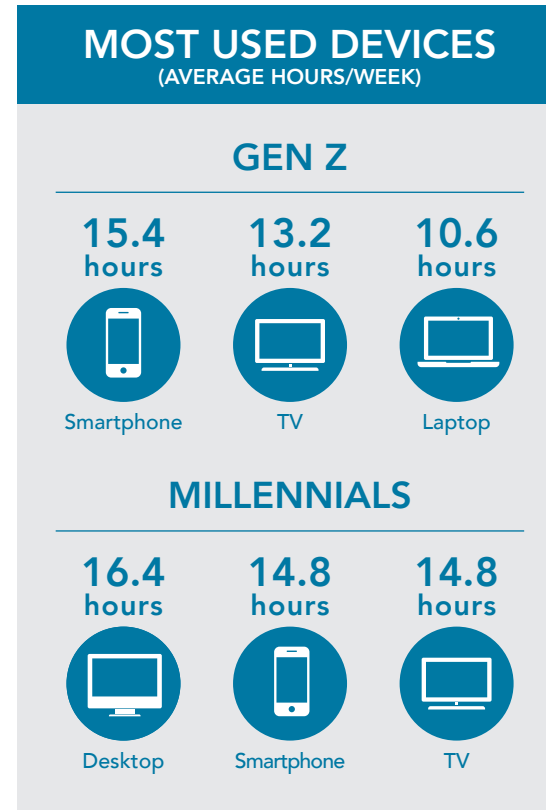 MOST USED DEVICES
(AVERAGE HOURS/WEEK)
GEN Z
15.4 13.2 10.6
hours hours hours
Smartphone TV Laptop
MILLENNIALS
16.4 14.8 14.8
hours hours hours
Desktop Smartphone TV